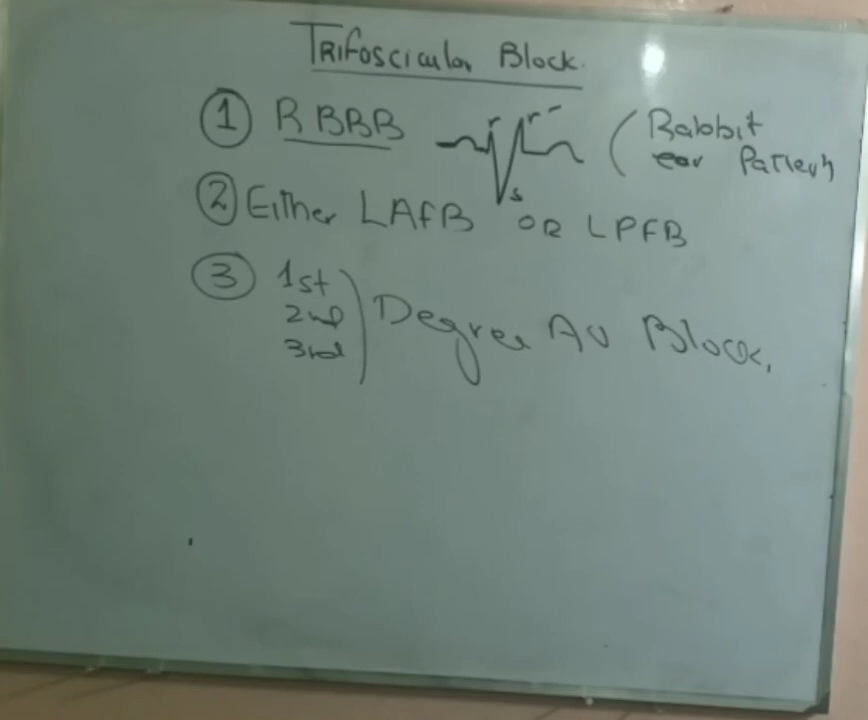 Trifoscicular Block.
① RBBB r s r- (Rabbit
ear Pattern
② Either LAFB OR LPFB
③ 1st
2nd
3rd
Degree AV Block.